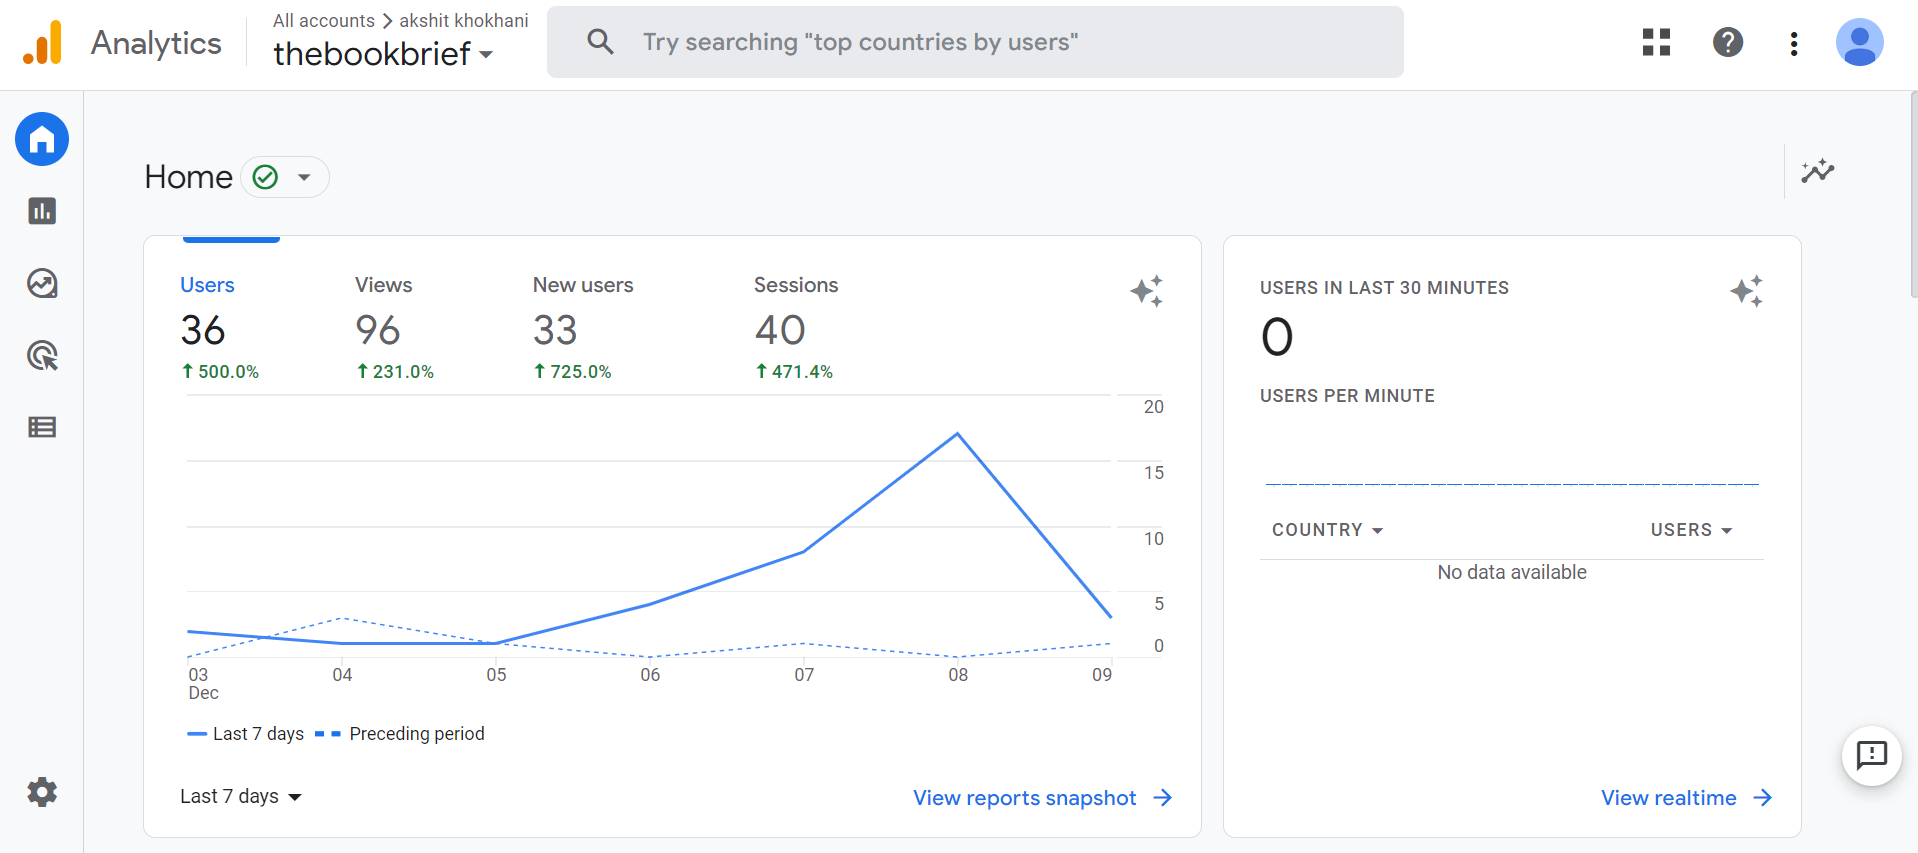 Analytics
All accounts > akshit khokhani
thebookbrief
Try searching "top countries by users"
Home
Users
36
500.0%
Views
96
231.0%
New users
33
725.0%
Sessions
40
471.4%
20
15
10
5
0
03
Dec
04
05
06
07
08
09
Last 7 days
Preceding period
Last 7 days
View reports snapshot
USERS IN LAST 30 MINUTES
0
USERS PER MINUTE
COUNTRY
USERS
No data available
View realtime